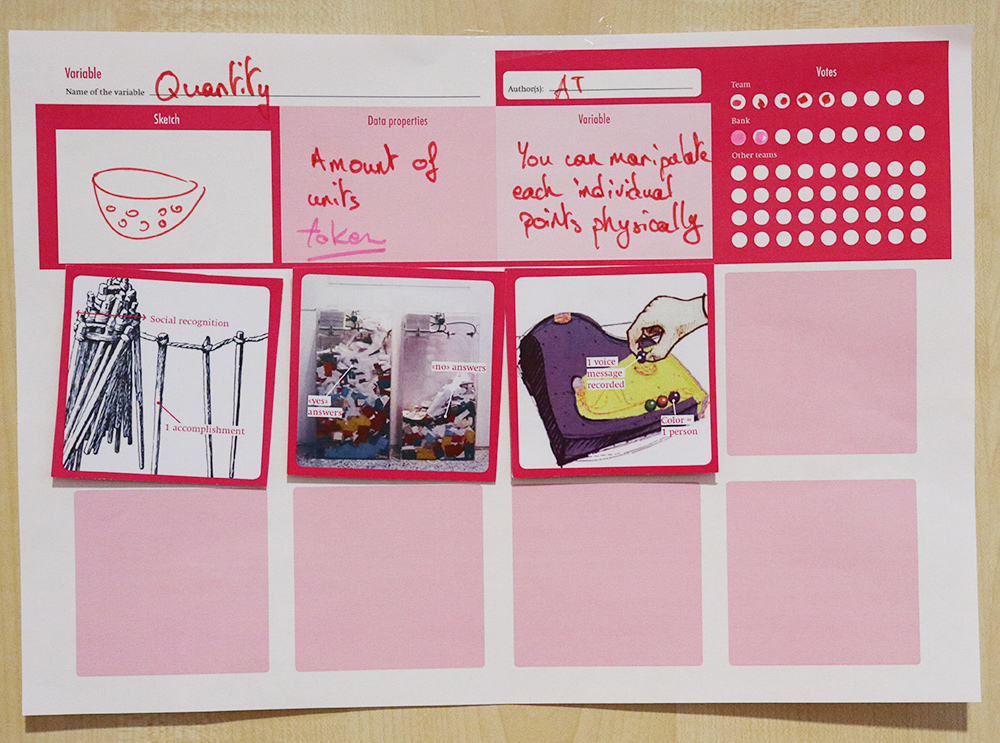 Variable
Name of the variable Quantity
Author(s): AT
Votes
Team
Bank
Other teams
Sketch
Data properties
Amount of
units
token
Variable
You can manipulate
each individual
points physically
Social recognition
1 accomplishment
«yes»
answers
«no» answers
1 voice
message
recorded
Color =
1 person